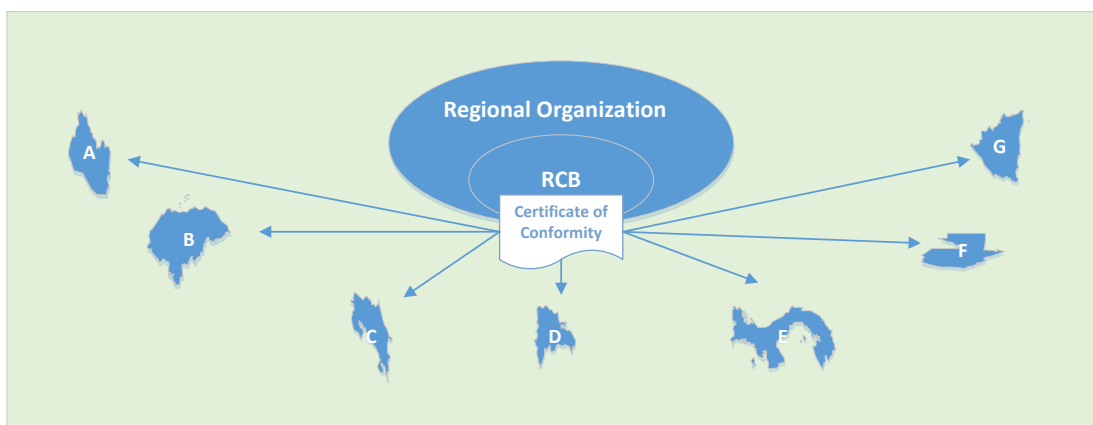 Regional Organization
RCB
Certificate of
Conformity
A
B
C
D
E
F
G